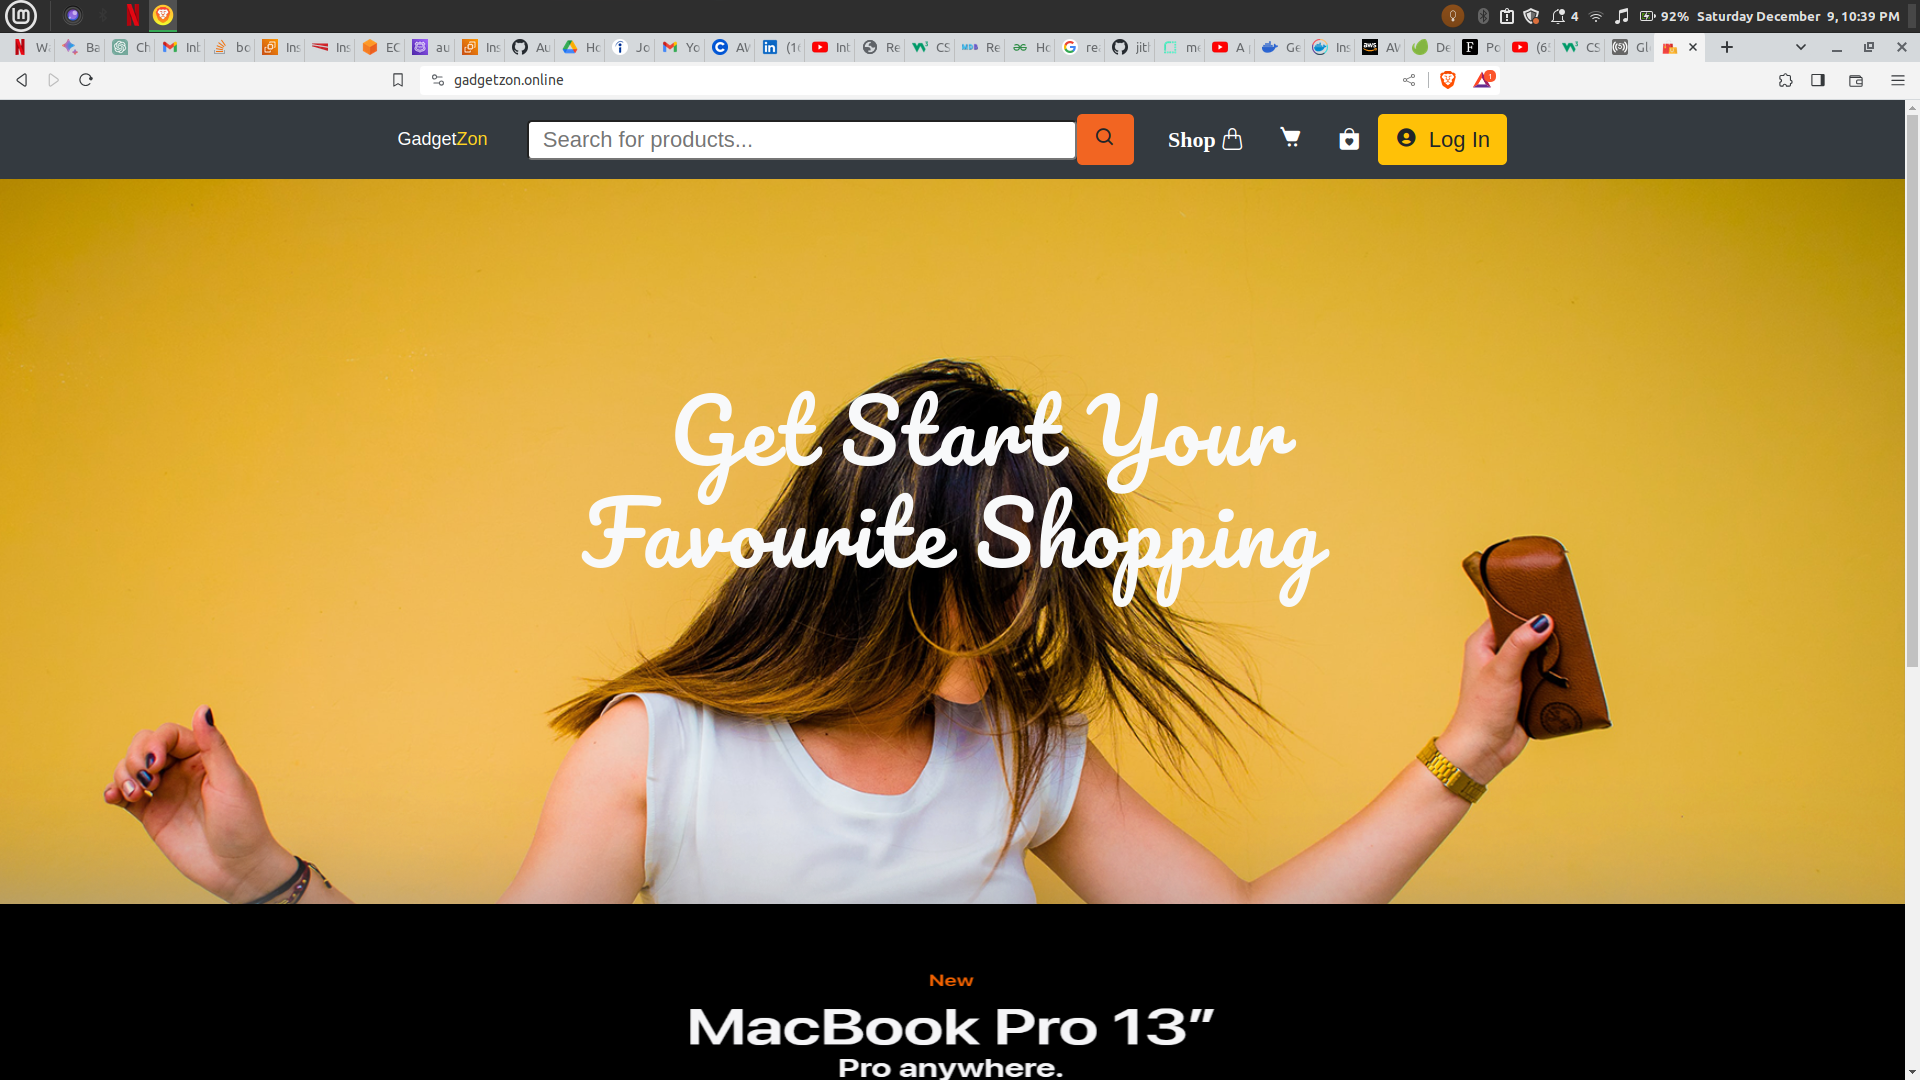 92% Saturday December 9, 10:39 PM
4
W
Ba
Ch
Inb
bo
Ins
Ins
EC
au
Ins
Au
Ho
Jo
Yo
AV
(1
Int
Re
CS
Re
Ho
re
jitl
me
A
Ge
Ins
AV
De
Po
(6
CS
Gl
gadgetzon.online
1
GadgetZon
Search for products...
Shop
Log In
Get Start Your
Favourite Shopping
New
MacBook Pro 13”
Pro anywhere.